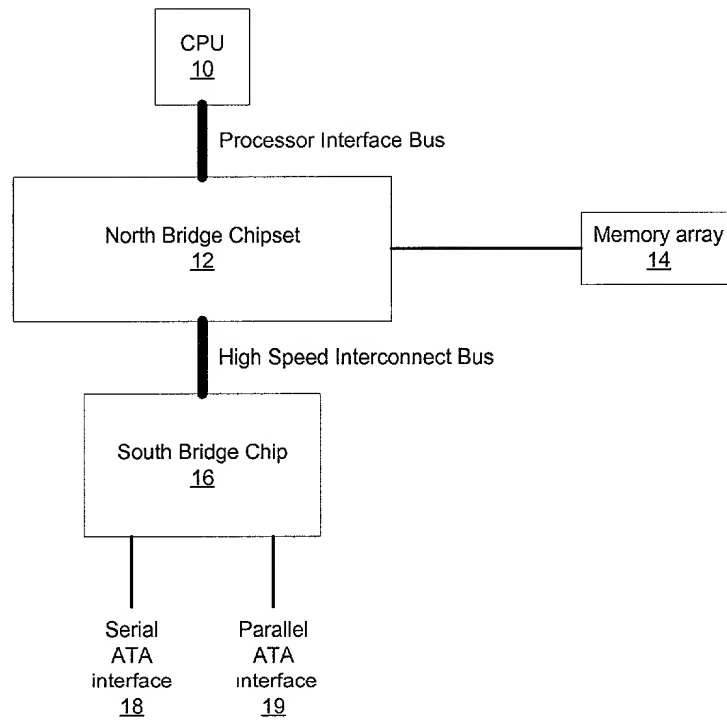 CPU
10
Processor Interface Bus
North Bridge Chipset
12
Memory array
14
High Speed Interconnect Bus
South Bridge Chip
16
Serial
ATA
interface
18
Parallel
ATA
interface
19